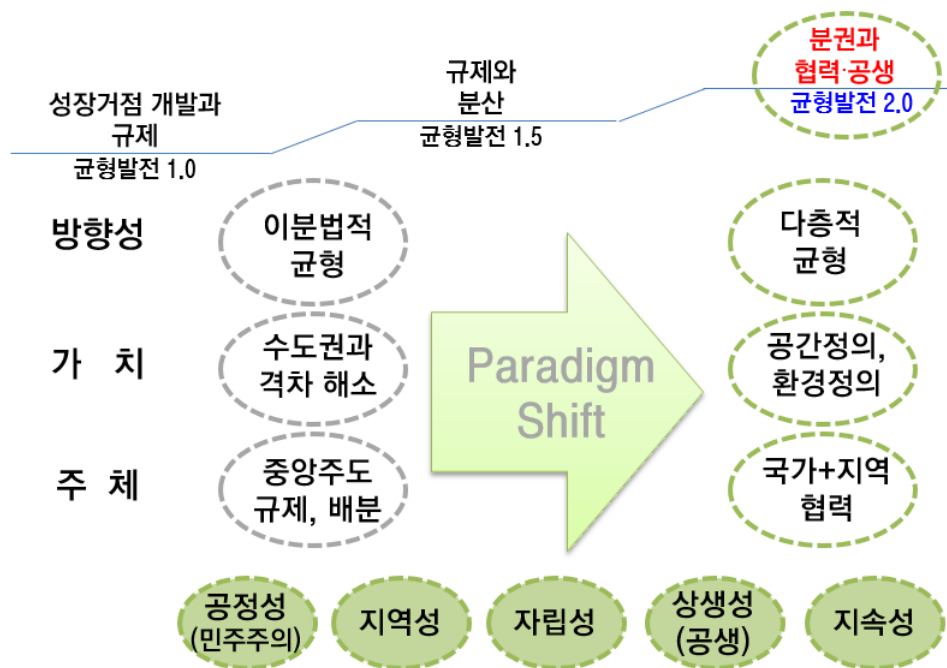 성장거점 개발과
규제
균형발전 1.0
규제와
분산
균형발전 1.5
분권과
협력·공생
균형발전 2.0
방향성
이분법적
균형
다층적
균형
가 치
수도권과
격차 해소
공간정의,
환경정의
주 체
중앙주도
규제, 배분
국가+지역
협력
Paradigm
Shift
공정성
(민주주의)
지역성
자립성
상생성
(공생)
지속성